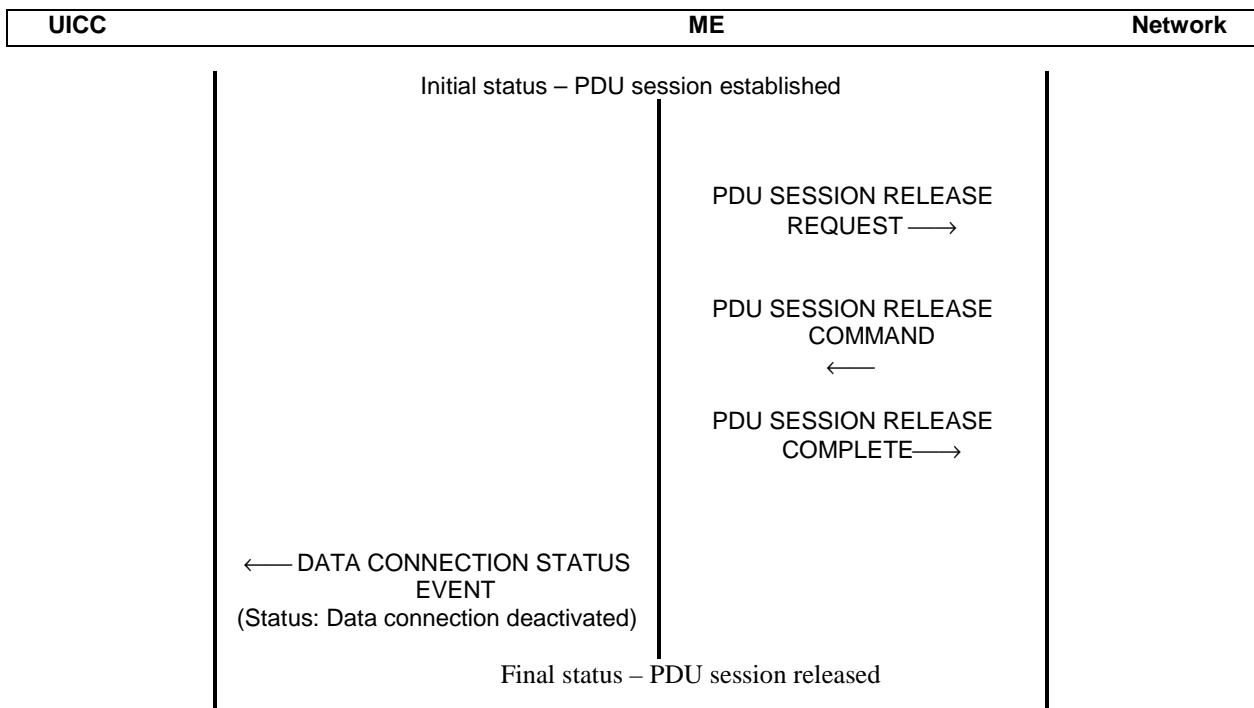 UICC ME Network
Initial status – PDU session established
PDU SESSION RELEASE
REQUEST ⟶
PDU SESSION RELEASE
COMMAND
⟵
PDU SESSION RELEASE
COMPLETE⟶
⟵ DATA CONNECTION STATUS
EVENT
(Status: Data connection deactivated)
Final status – PDU session released